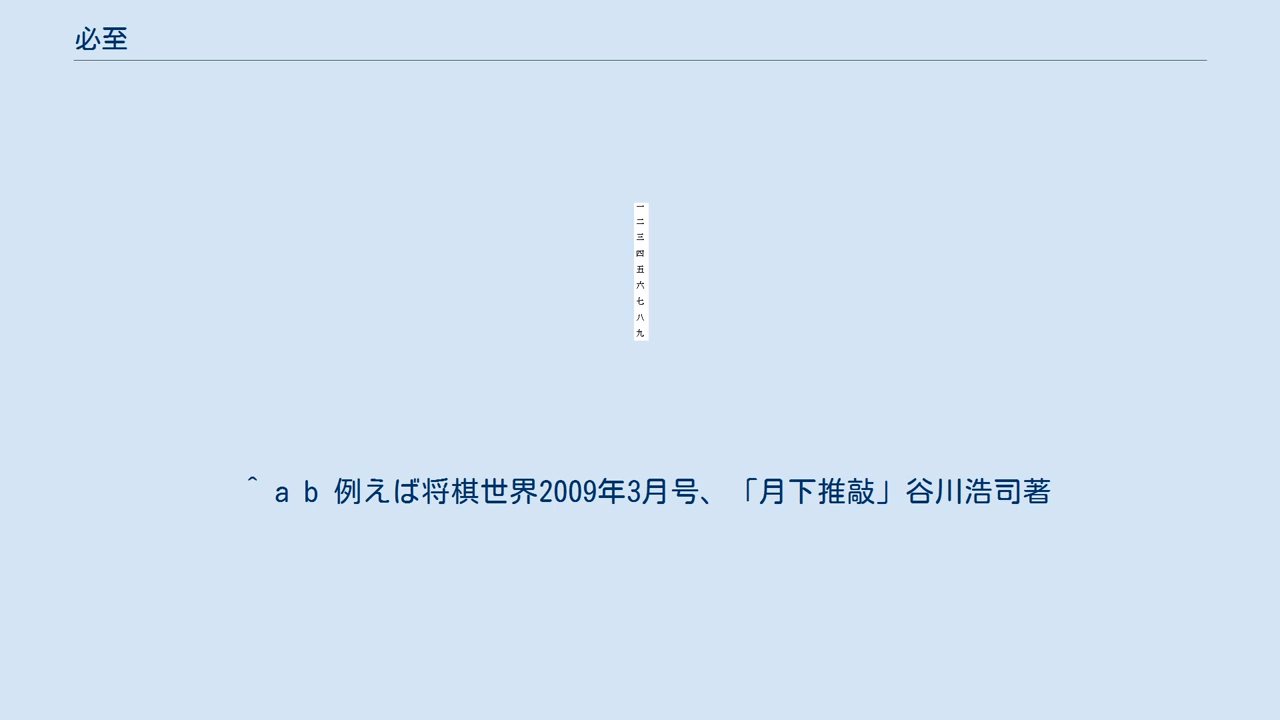 必至
一
二
三
四
五
六
七
八
九
^ a b 例えば将棋世界2009年3月号、「月下推敲」谷川浩司著